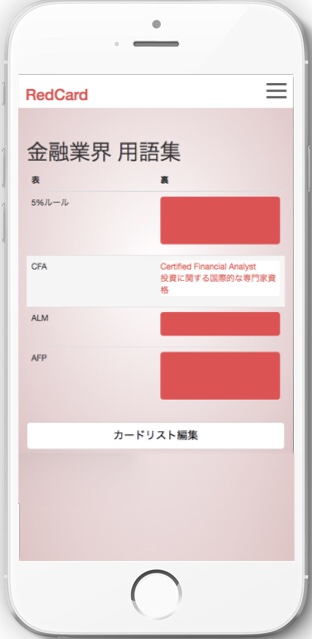 RedCard
金融業界 用語集
表 裏
5%ルール
CFA Certified Financial Analyst
投資に関する国際的な専門家資
格
ALM
AFP
カードリスト編集